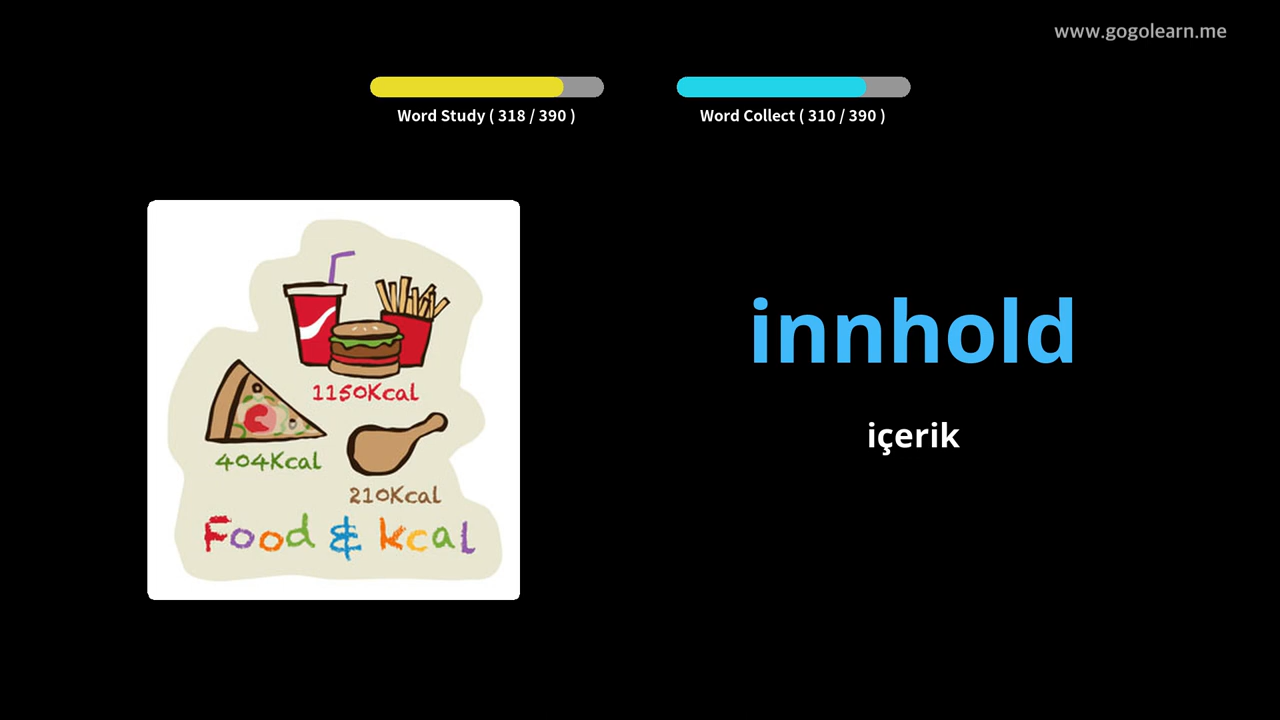 www.gogolearn.me
Word Study ( 318 / 390 )
Word Collect ( 310 / 390 )
1150Kcal
404Kcal
210Kcal
Food & kcal
innhold
içerik